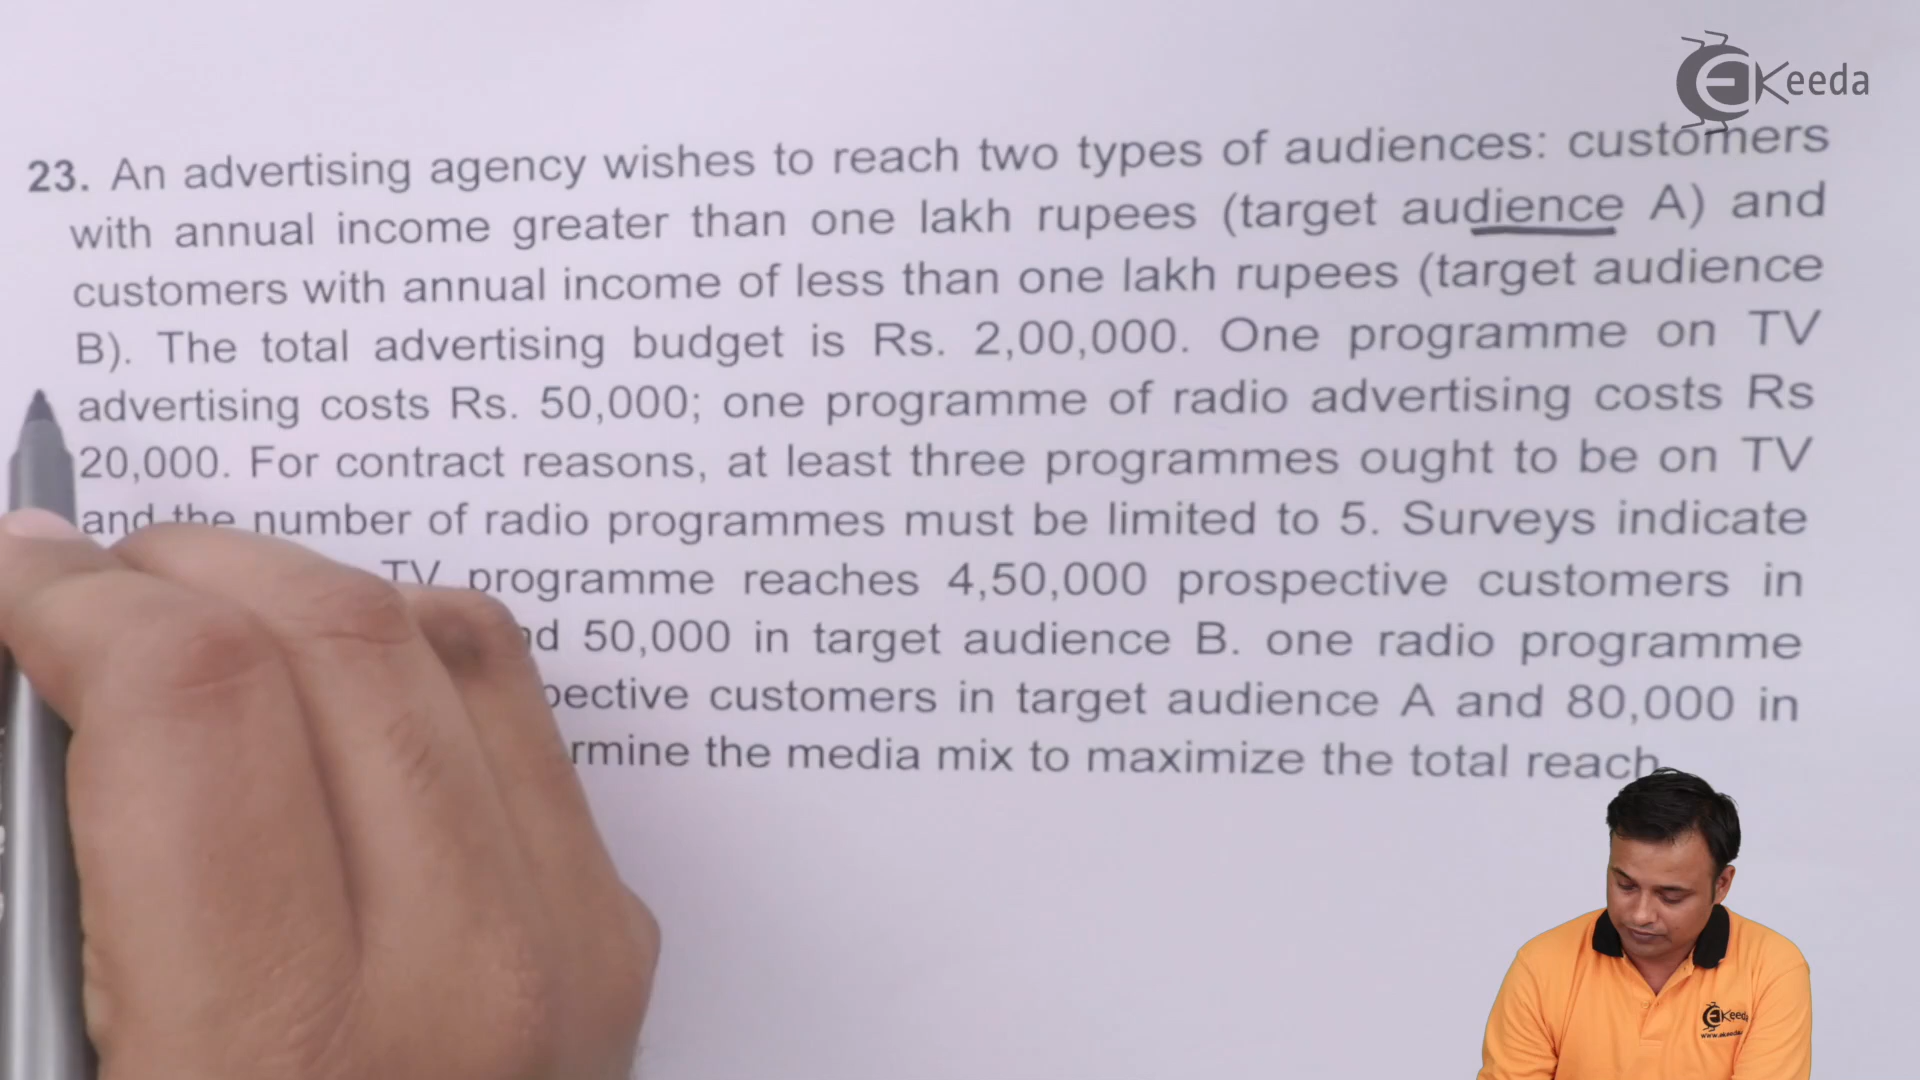 Keeda
23. An advertising agency wishes to reach two types of audiences: customers
with annual income greater than one lakh rupees (target audience A) and
customers with annual income of less than one lakh rupees (target audience
B). The total advertising budget is Rs. 2,00,000. One programme on TV
advertising costs Rs. 50,000; one programme of radio advertising costs Rs
20,000. For contract reasons, at least three programmes ought to be on TV
and the number of radio programmes must be limited to 5. Surveys indicate
TV programme reaches 4,50,000 prospective customers in
50,000 in target audience B. one radio programme
customers in target audience A and 80,000 in
the media mix to maximize the total reach
Keeda